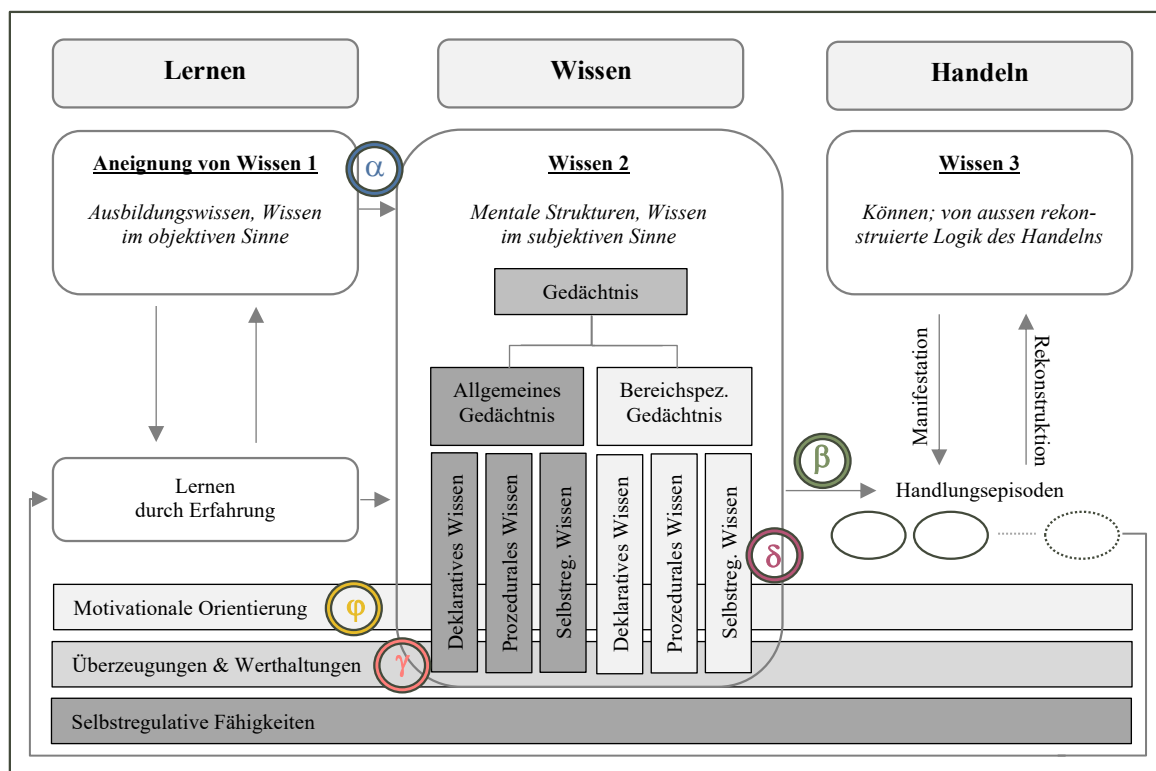 Lernen
Wissen
Handeln
Aneignung von Wissen 1
Ausbildungswissen, Wissen
im objektiven Sinne
α
Wissen 2
Mentale Strukturen, Wissen
im subjektiven Sinne
Wissen 3
Können; von aussen rekon-
struierte Logik des Handelns
Gedächtnis
Allgemeines
Gedächtnis
Bereichspez.
Gedächtnis
Manifestation
Rekonstruktion
Lernen
durch Erfahrung
Deklaratives Wissen
Prozedurales Wissen
Selbstreg. Wissen
Deklaratives Wissen
Prozedurales Wissen
Selbstreg. Wissen
β
Handlungsepisoden
δ
Motivationale Orientierung
φ
Überzeugungen & Werthaltungen
γ
Selbstregulative Fähigkeiten